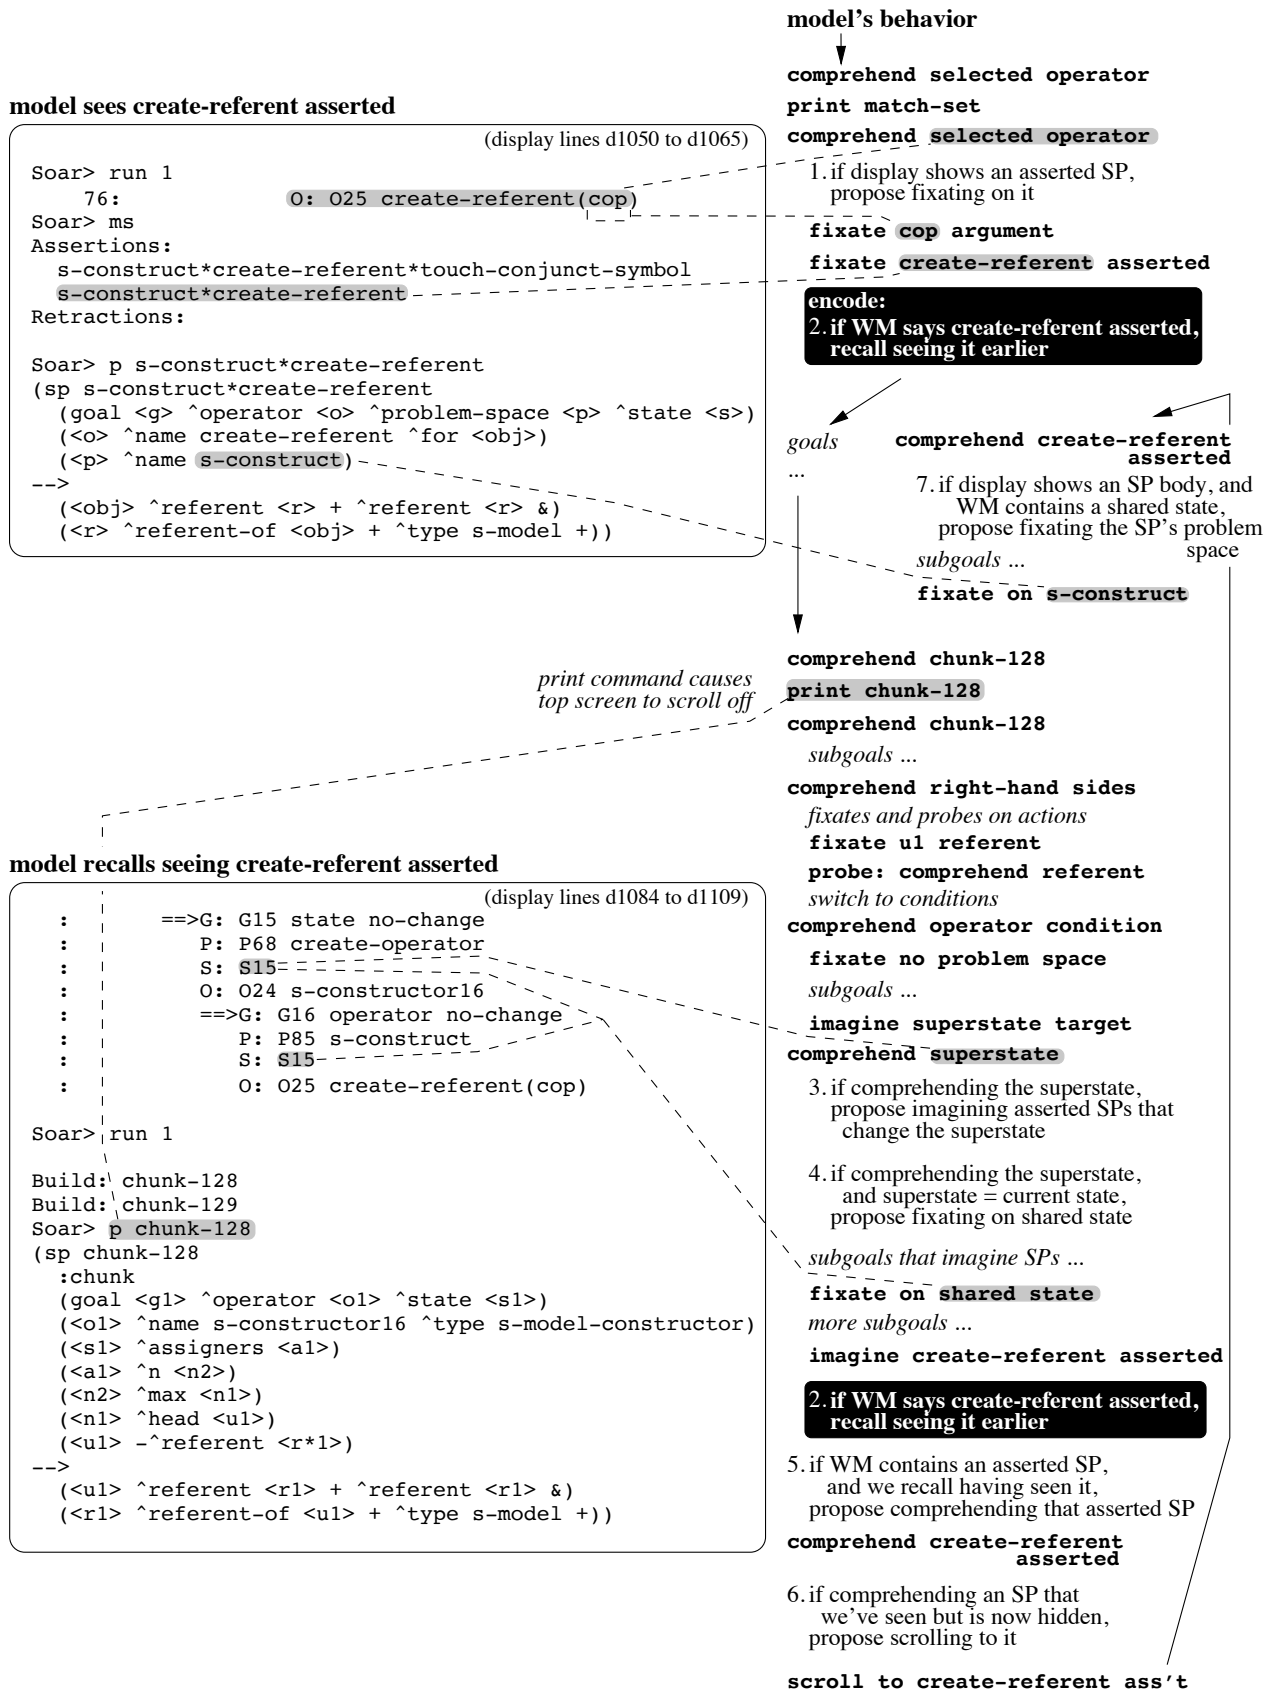 model's behavior
comprehend selected operator
print match-set
comprehend selected operator
1. if display shows an asserted SP,
propose fixating on it
fixate cop argument
fixate create-referent asserted
encode:
2. if WM says create-referent asserted,
recall seeing it earlier
goals
...
comprehend create-referent
asserted
7. if display shows an SP body, and
WM contains a shared state,
propose fixating the SP's problem
space
subgoals ...
fixate on s-construct
model sees create-referent asserted
(display lines d1050 to d1065)
Soar> run 1
76: O: O25 create-referent(cop)
Soar> ms
Assertions:
s-construct*create-referent*touch-conjunct-symbol
s-construct*create-referent
Retractions:
Soar> p s-construct*create-referent
(sp s-construct*create-referent
(goal <g> ^operator <o> ^problem-space <p> ^state <s>)
(<o> ^name create-referent ^for <obj>)
(<p> ^name s-construct)
-->
(<obj> ^referent <r> + ^referent <r> &)
(<r> ^referent-of <obj> + ^type s-model +))
print command causes
top screen to scroll off
comprehend chunk-128
print chunk-128
comprehend chunk-128
subgoals ...
comprehend right-hand sides
fixates and probes on actions
fixate u1 referent
probe: comprehend referent
switch to conditions
comprehend operator condition
fixate no problem space
subgoals ...
imagine superstate target
comprehend superstate
3. if comprehending the superstate,
propose imagining asserted SPs that
change the superstate
4. if comprehending the superstate,
and superstate = current state,
propose fixating on shared state
subgoals that imagine SPs ...
fixate on shared state
more subgoals ...
imagine create-referent asserted
2. if WM says create-referent asserted,
recall seeing it earlier
5. if WM contains an asserted SP,
and we recall having seen it,
propose comprehending that asserted SP
comprehend create-referent
asserted
6. if comprehending an SP that
we've seen but is now hidden,
propose scrolling to it
scroll to create-referent ass't
model recalls seeing create-referent asserted
(display lines d1084 to d1109)
: ==>G: G15 state no-change
: P: P68 create-operator
: S: S15
: O: O24 s-constructor16
: ==>G: G16 operator no-change
: P: P85 s-construct
: S: S15
: O: O25 create-referent(cop)
Soar> run 1
Build: chunk-128
Build: chunk-129
Soar> p chunk-128
(sp chunk-128
:chunk
(goal <g1> ^operator <o1> ^state <s1>)
(<o1> ^name s-constructor16 ^type s-model-constructor)
(<s1> ^assigners <a1>)
(<a1> ^n <n2>)
(<n2> ^max <n1>)
(<n1> ^head <u1>)
(<u1> -^referent <r*1>)
-->
(<u1> ^referent <r1> + ^referent <r1> &)
(<r1> ^referent-of <u1> + ^type s-model +))